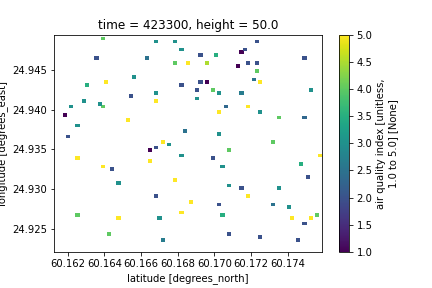 time = 423300, height = 50.0
24.945
24.940
24.935
24.930
24.925
longitude [degrees_east]
60.162 60.164 60.166 60.168 60.170 60.172 60.174
latitude [degrees_north]
5.0
4.5
4.0
3.5
3.0
2.5
2.0
1.5
1.0
air quality index [unitless,
1.0 to 5.0] [None]